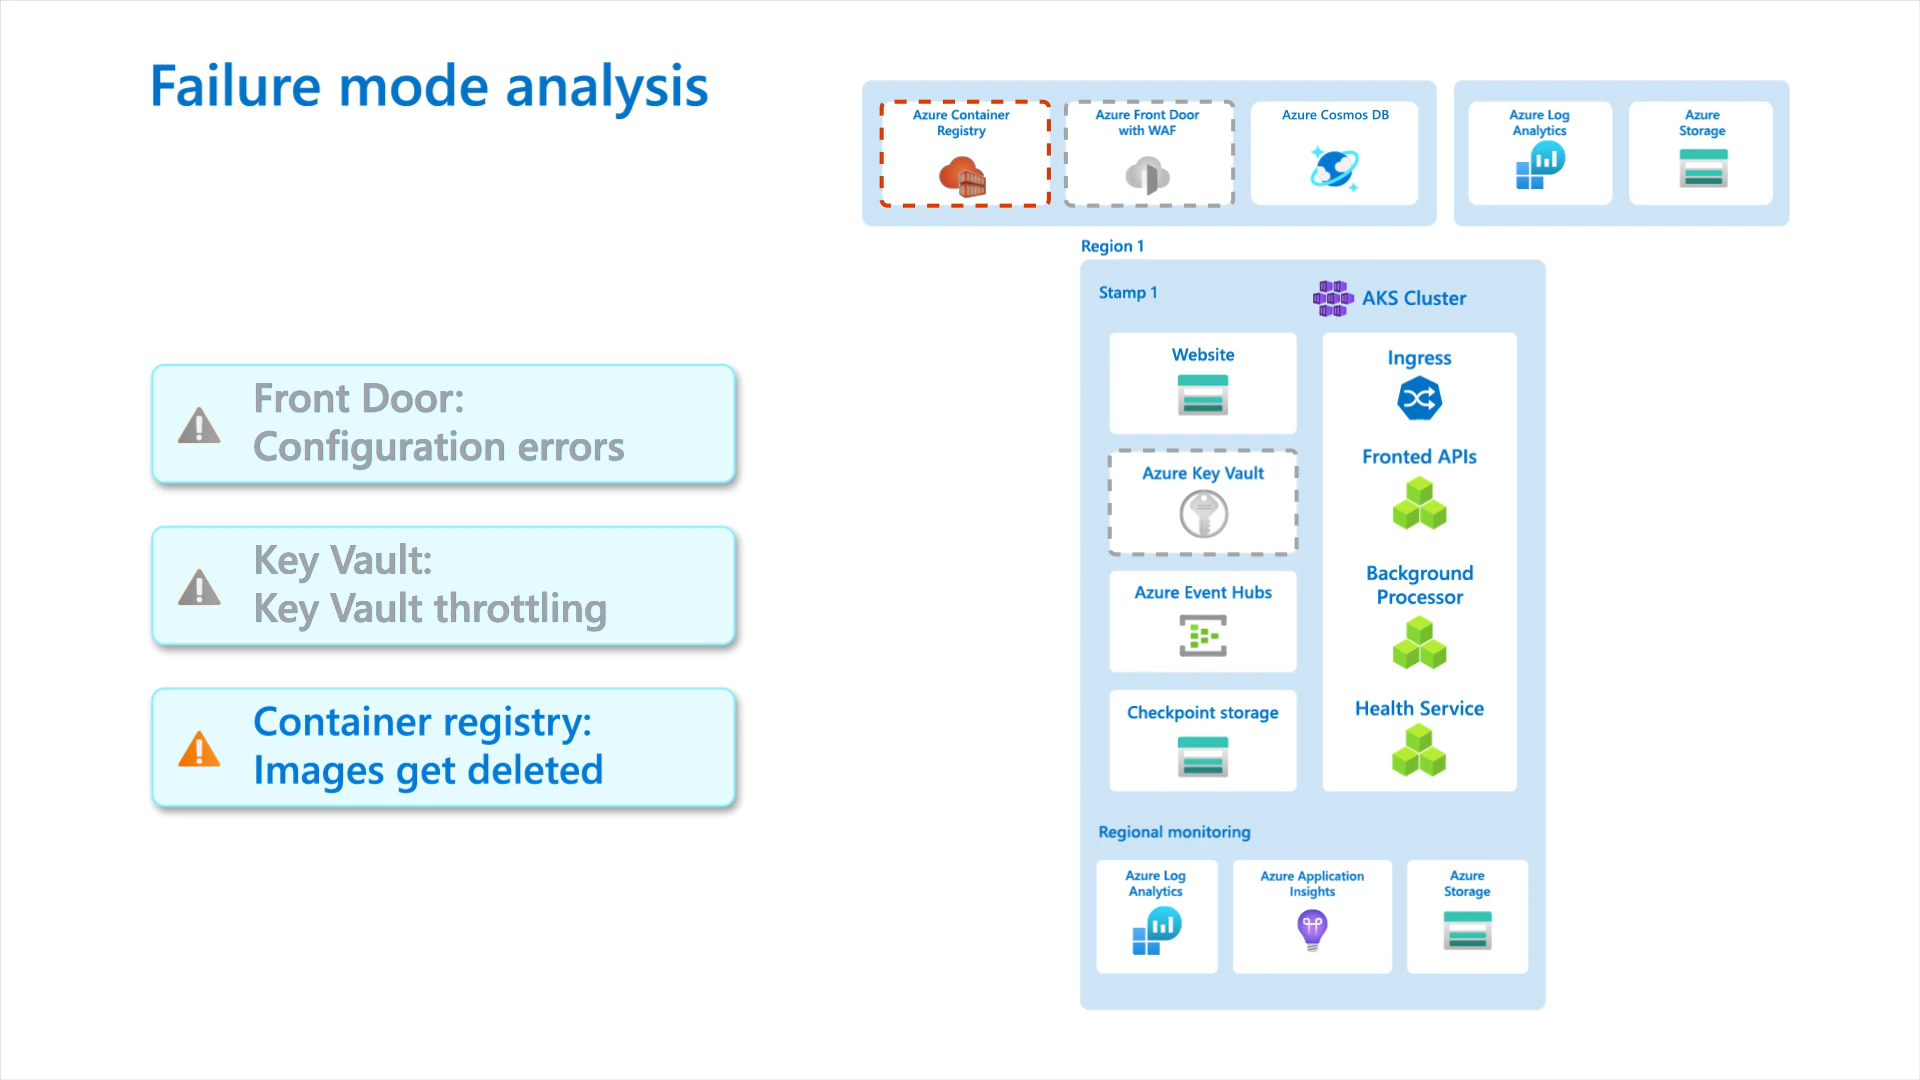 Failure mode analysis
Front Door:
Configuration errors
Key Vault:
Key Vault throttling
Container registry:
Images get deleted
Azure Container
Registry
Azure Front Door
with WAF
Azure Cosmos DB
Azure Log
Analytics
Azure
Storage
Region 1
Stamp 1
AKS Cluster
Website
Azure Key Vault
Azure Event Hubs
Checkpoint storage
Ingress
Fronted APIs
Background
Processor
Health Service
Regional monitoring
Azure Log
Analytics
Azure Application
Insights
Azure
Storage